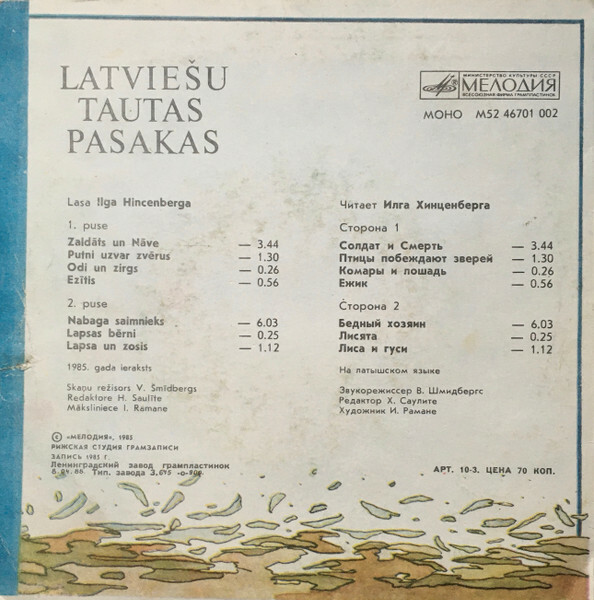 LATVIEŠU
TAUTAS
PASAKAS
МИНИСТЕРСТВО КУЛЬТУРЫ СССР
МЕЛОДИЯ
ВСЕСОЮЗНАЯ ФИРМА ГРАМПЛАСТИНОК
МОНО М52 46701 002
Lasa Ilga Hincenberga
1. puse
Zaldāts un Nāve — 3.44
Putni uzvar zvērus — 1.30
Odi un zirgs — 0.26
Ezītis — 0.56
2. puse
Nabaga saimnieks — 6.03
Lapsas bērni — 0.25
Lapsa un zosis — 1.12
1985. gada ieraksts
Skaņu režisors V. Šmīdbergs
Redaktore H. Saulīte
Māksliniece I. Ramane
Читает Илга Хинценберга
Сторона 1
Солдат и Смерть — 3.44
Птицы побеждают зверей — 1.30
Комары и лошадь — 0.26
Ежик — 0.56
Сторона 2
Бедный хозяин — 6.03
Лисята — 0.25
Лиса и гуси — 1.12
На латышском языке
Звукорежиссер В. Шмидбергс
Редактор Х. Саулите
Художник И. Рамане
© «МЕЛОДИЯ», 1985
РИЖСКАЯ СТУДИЯ ГРАМЗАПИСИ
ЗАПИСЬ 1985 г.
Ленинградский завод грампластинок
Тип. завода
АРТ. 10-3. ЦЕНА 70 КОП.